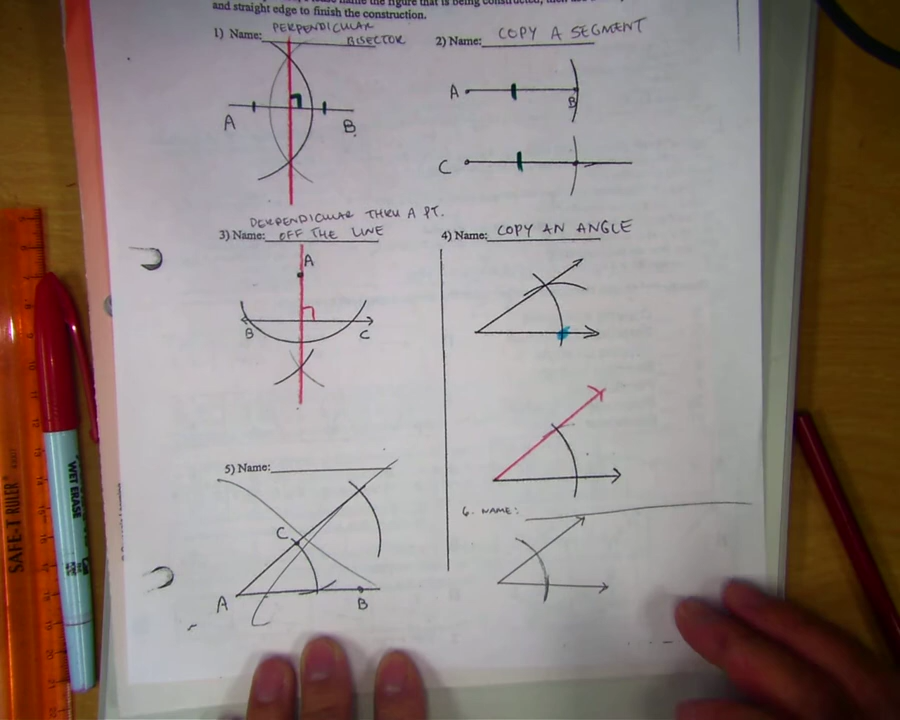 and straight edge to finish the construction.
1) Name: PERPENDICULAR BISECTOR
2) Name: COPY A SEGMENT
A
B
A
B
C
PERPENDICULAR THRU A PT.
3) Name: OFF THE LINE
4) Name: COPY AN ANGLE
A
B
C
5) Name:
6. NAME:
C
A
B
SAFE-T RULER
WET ERASE